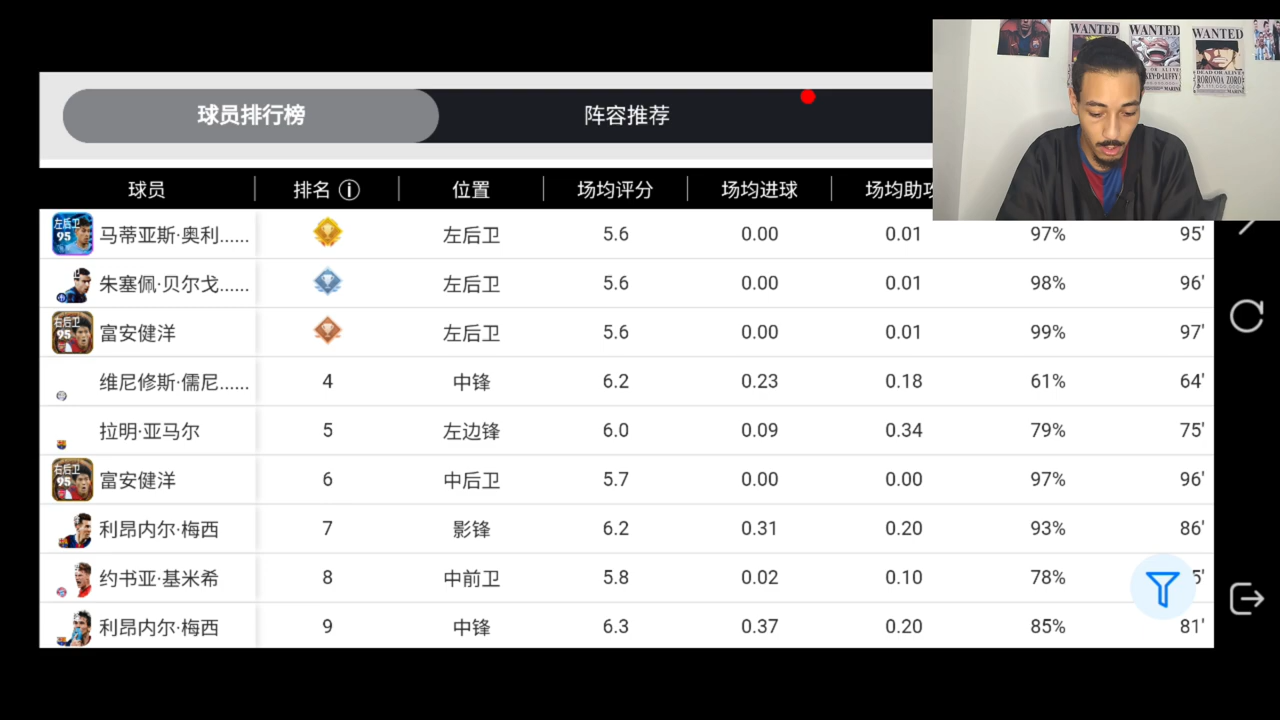 WANTED WANTED WANTED
KEY·D·LUFFY
DEAD OR ALIVE
RORONOA ZORO
球员排行榜 阵容推荐
球员 排名 位置 场均评分 场均进球 场均助攻
左后卫 95 马蒂亚斯·奥利...... 左后卫 5.6 0.00 0.01 97% 95'
朱塞佩·贝尔戈...... 左后卫 5.6 0.00 0.01 98% 96'
右后卫 95 富安健洋 左后卫 5.6 0.00 0.01 99% 97'
维尼修斯·儒尼...... 4 中锋 6.2 0.23 0.18 61% 64'
拉明·亚马尔 5 左边锋 6.0 0.09 0.34 79% 75'
右后卫 95 富安健洋 6 中后卫 5.7 0.00 0.00 97% 96'
利昂内尔·梅西 7 影锋 6.2 0.31 0.20 93% 86'
约书亚·基米希 8 中前卫 5.8 0.02 0.10 78% 5'
利昂内尔·梅西 9 中锋 6.3 0.37 0.20 85% 81'